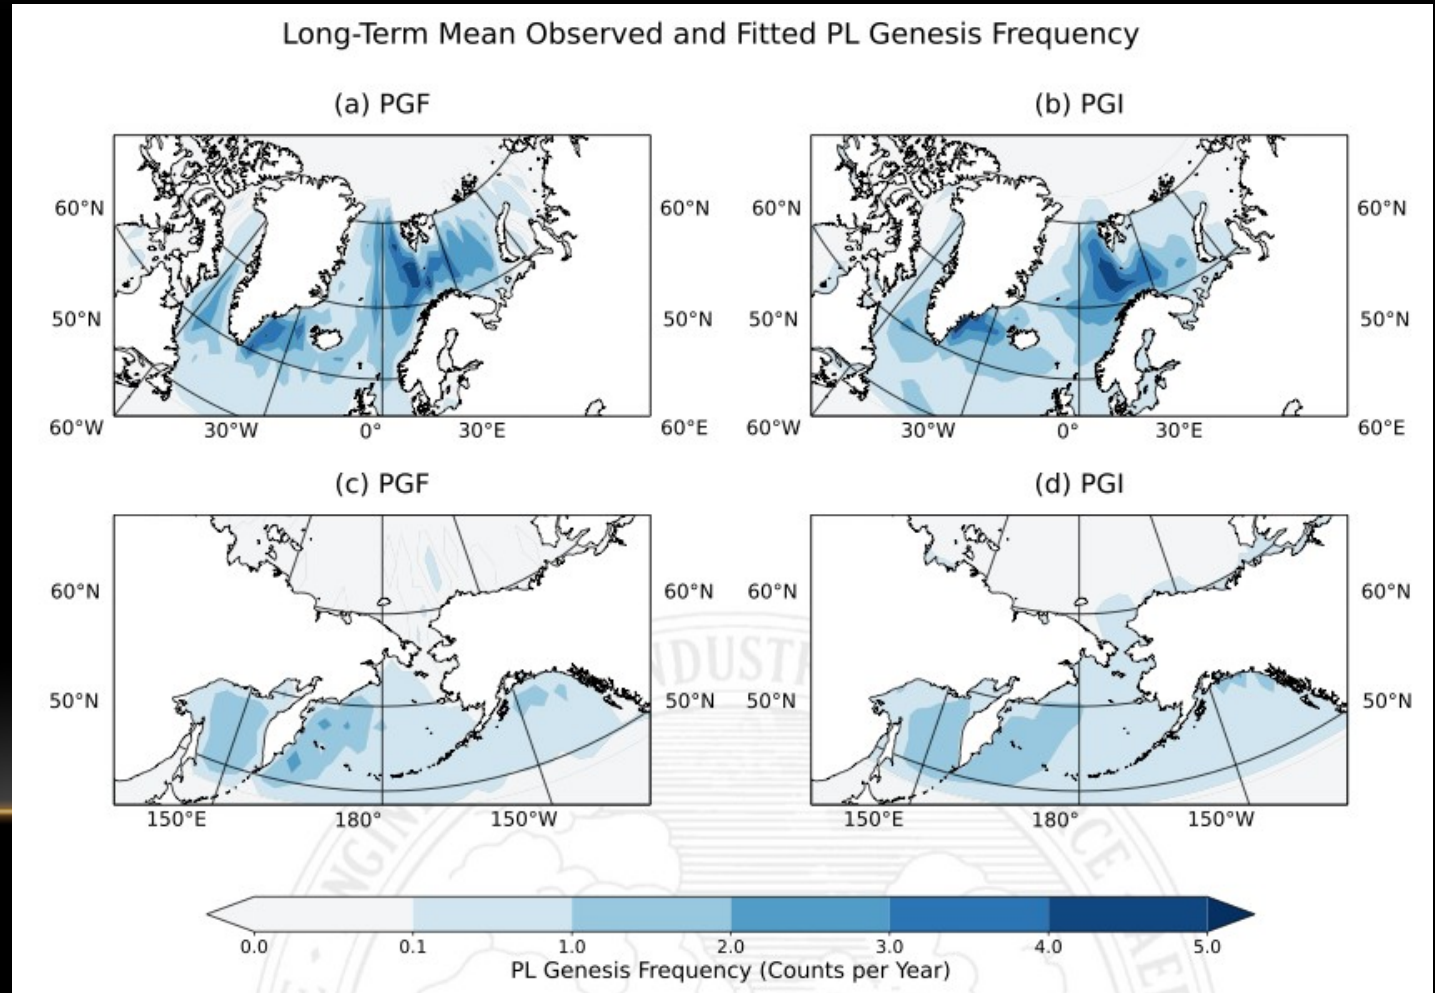 Long-Term Mean Observed and Fitted PL Genesis Frequency
(a) PGF
(b) PGI
60°N 60°N 60°N 60°N
50°N 50°N 50°N 50°N
60°W 30°W 0° 30°E 60°E 60°W 30°W 0° 30°E 60°E
(c) PGF
(d) PGI
60°N 60°N 60°N
50°N 50°N 50°N 50°N
150°E 180° 150°W 150°E 180° 150°W
0.0 0.1 1.0 2.0 3.0 4.0 5.0
PL Genesis Frequency (Counts per Year)